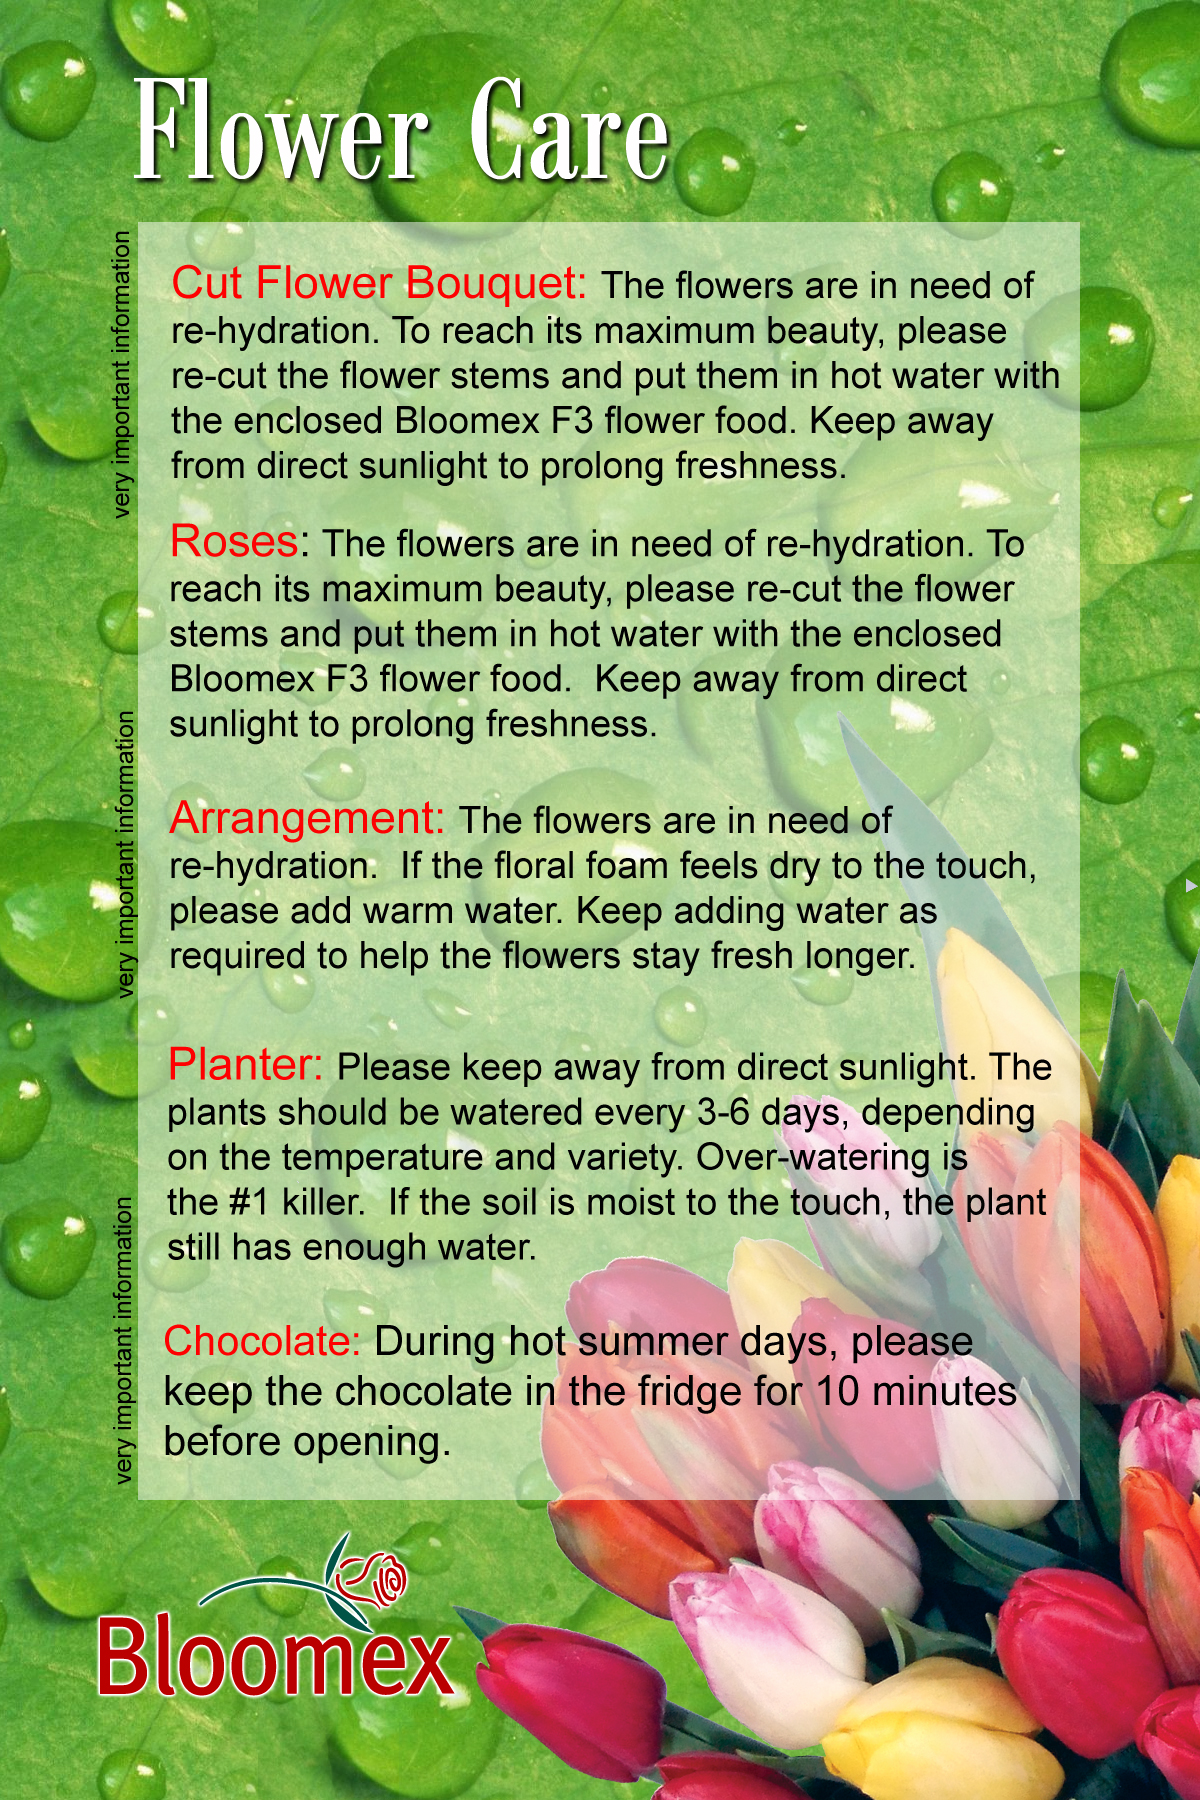 Flower Care
very important information
Cut Flower Bouquet: The flowers are in need of
re-hydration. To reach its maximum beauty, please
re-cut the flower stems and put them in hot water with
the enclosed Bloomex F3 flower food. Keep away
from direct sunlight to prolong freshness.
Roses: The flowers are in need of re-hydration. To
reach its maximum beauty, please re-cut the flower
stems and put them in hot water with the enclosed
Bloomex F3 flower food.  Keep away from direct
sunlight to prolong freshness.
very important information
Arrangement: The flowers are in need of
re-hydration.  If the floral foam feels dry to the touch,
please add warm water. Keep adding water as
required to help the flowers stay fresh longer.
Planter: Please keep away from direct sunlight. The
plants should be watered every 3-6 days, depending
on the temperature and variety. Over-watering is
the #1 killer.  If the soil is moist to the touch, the plant
still has enough water.
very important information
Chocolate: During hot summer days, please
keep the chocolate in the fridge for 10 minutes
before opening.
Bloomex